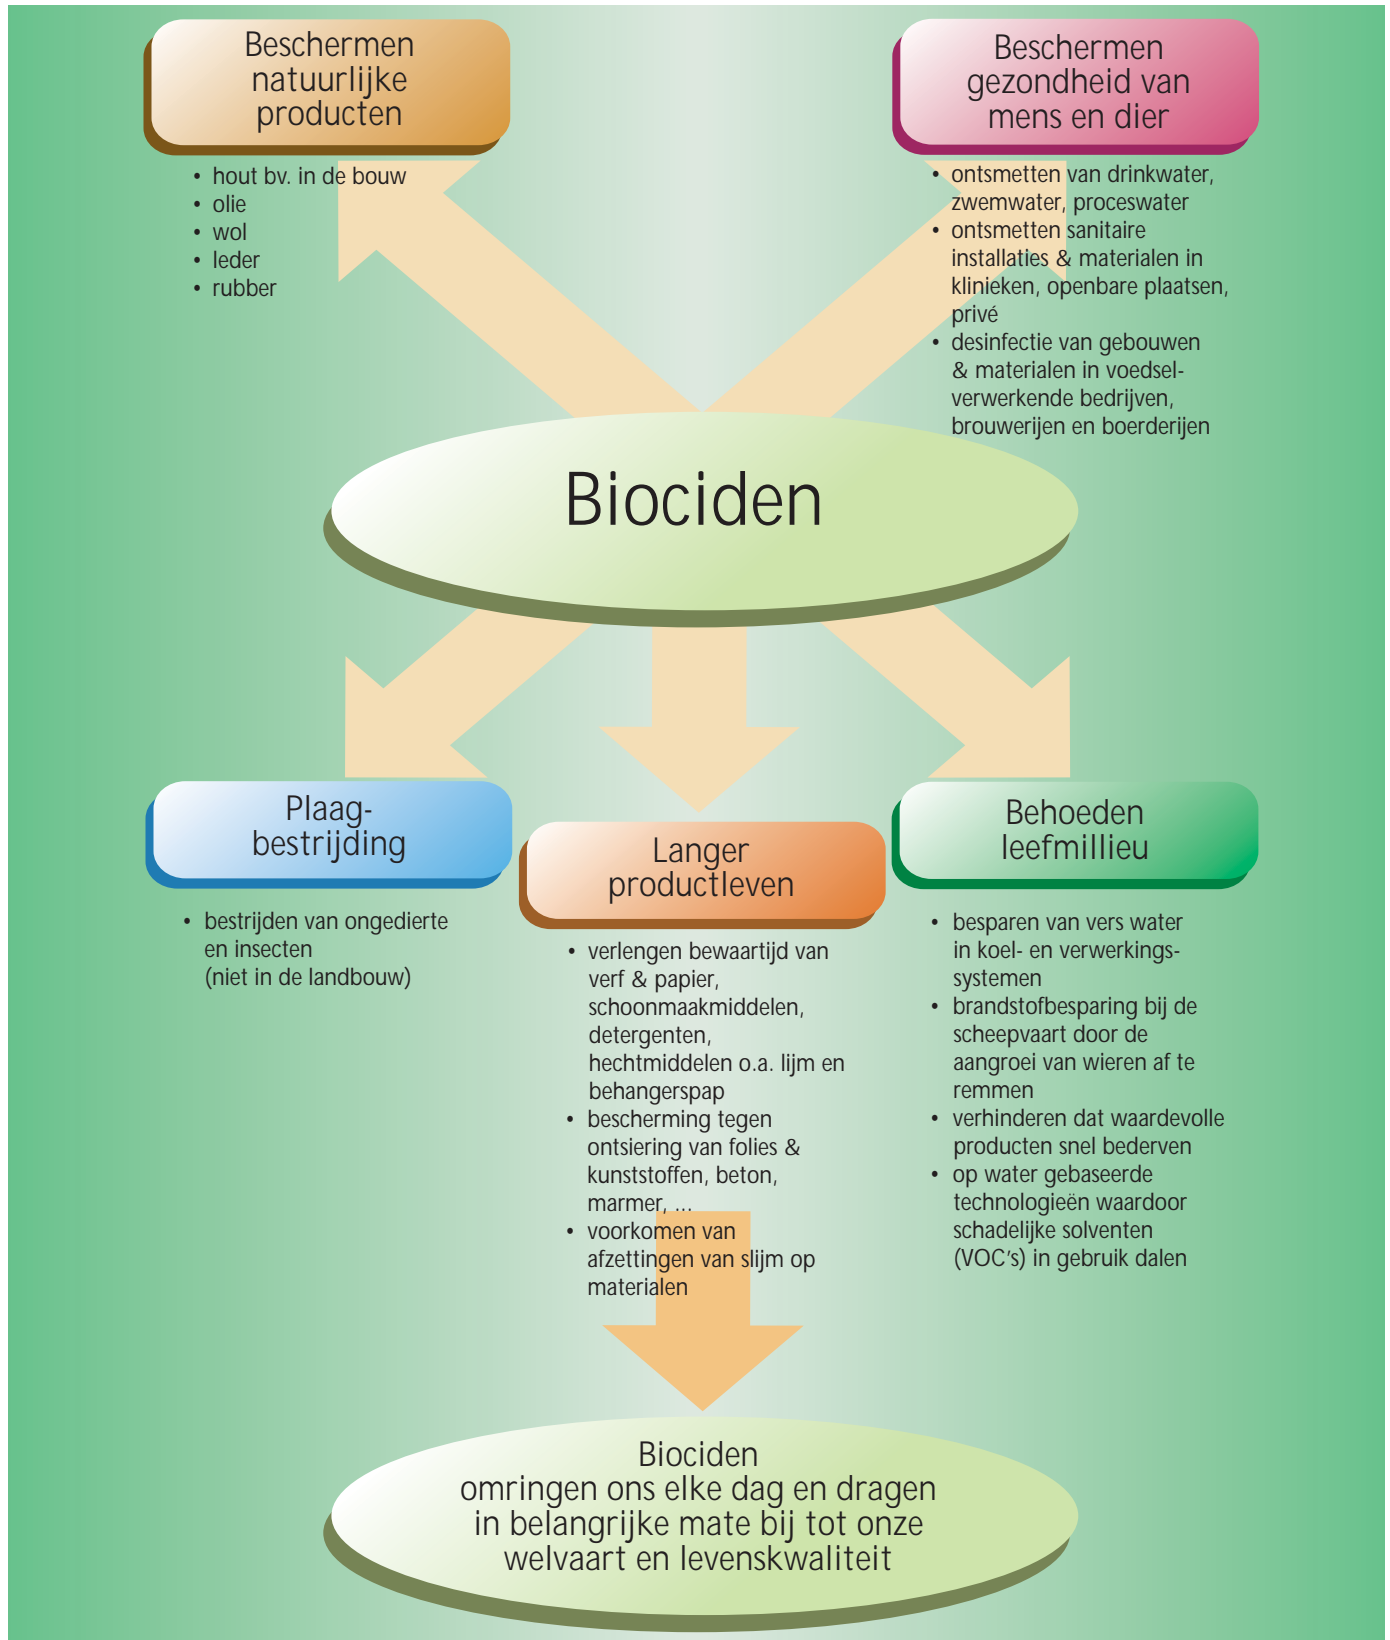 Beschermen
natuurlijke
producten
• hout bv. in de bouw
• olie
• wol
• leder
• rubber
Beschermen
gezondheid van
mens en dier
• ontsmetten van drinkwater,
zwemwater, proceswater
• ontsmetten sanitaire
installaties & materialen in
klinieken, openbare plaatsen,
privé
• desinfectie van gebouwen
& materialen in voedsel-
verwerkende bedrijven,
brouwerijen en boerderijen
Biociden
Plaag-
bestrijding
• bestrijden van ongedierte
en insecten
(niet in de landbouw)
Langer
productleven
• verlengen bewaartijd van
verf & papier,
schoonmaakmiddelen,
detergenten,
hechtmiddelen o.a. lijm en
behangerspap
• bescherming tegen
ontsiering van folies &
kunststoffen, beton,
marmer, ...
• voorkomen van
afzettingen van slijm op
materialen
Behoeden
leefmillieu
• besparen van vers water
in koel- en verwerkings-
systemen
• brandstofbesparing bij de
scheepvaart door de
aangroei van wieren af te
remmen
• verhinderen dat waardevolle
producten snel bederven
• op water gebaseerde
technologieën waardoor
schadelijke solventen
(VOC's) in gebruik dalen
Biociden
omringen ons elke dag en dragen
in belangrijke mate bij tot onze
welvaart en levenskwaliteit